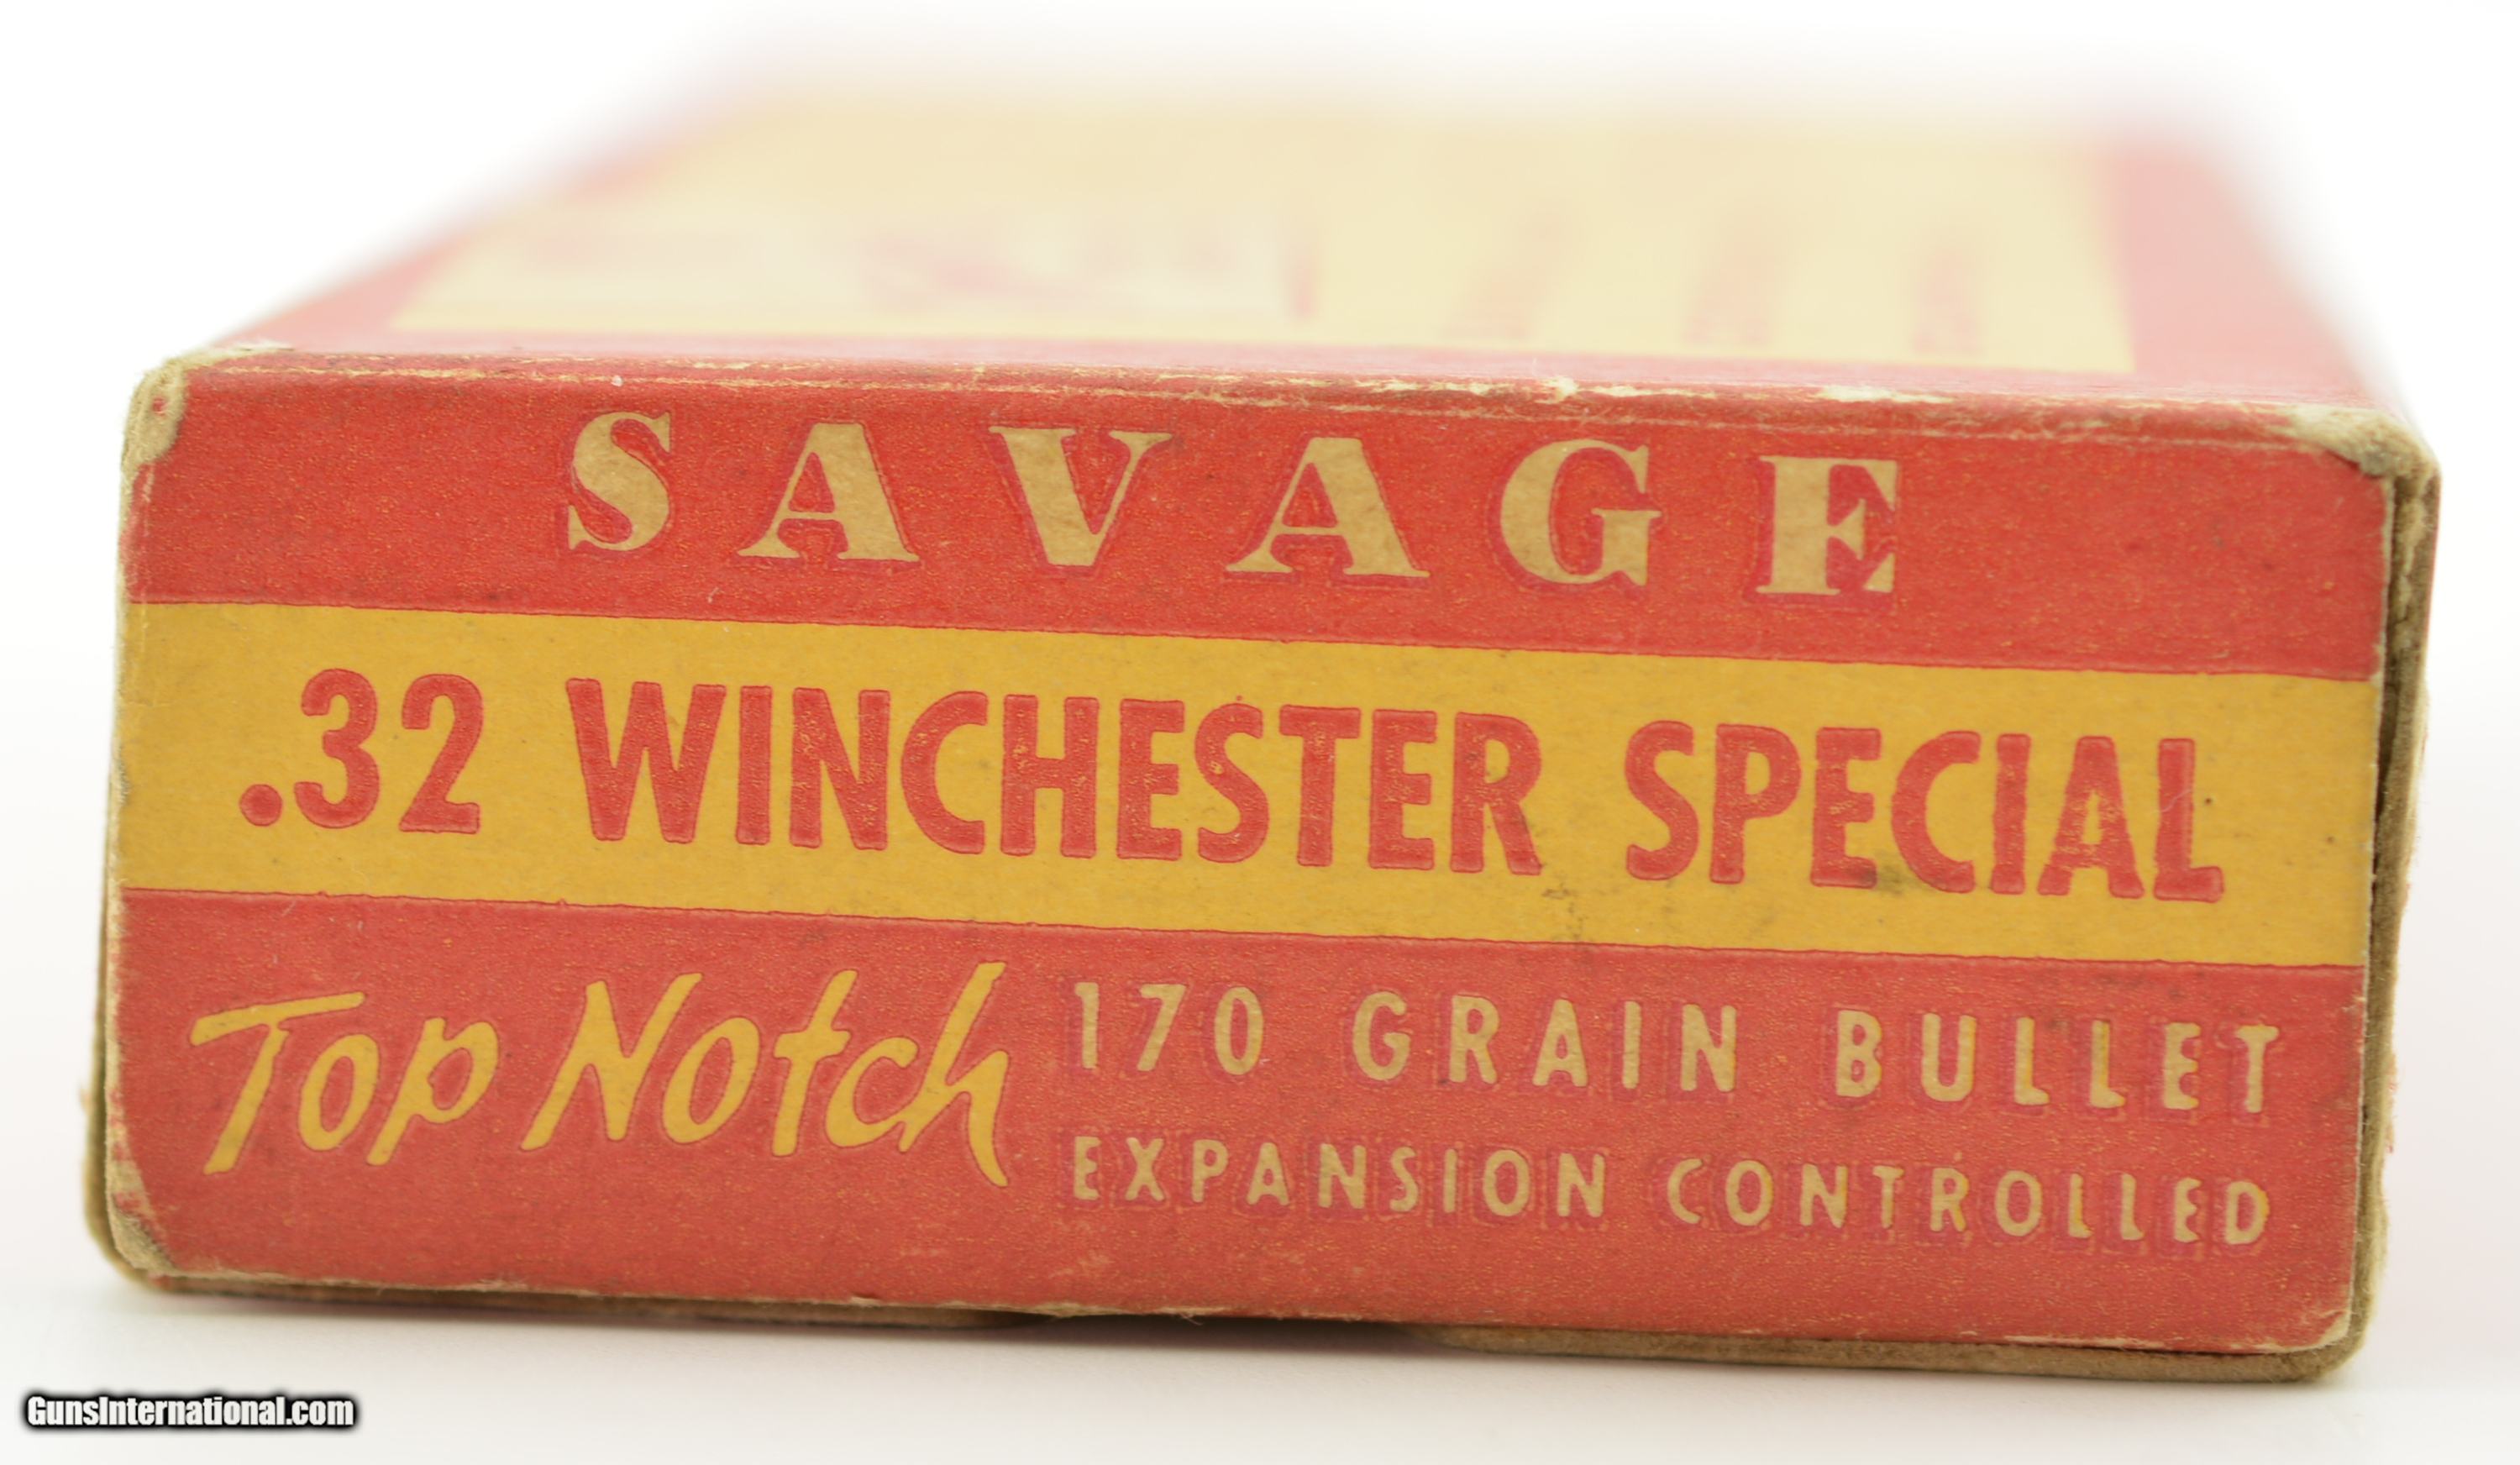 SAVAGE
.32 WINCHESTER SPECIAL
Top Notch
170 GRAIN BULLET
EXPANSION CONTROLLED
GunsInternational.com